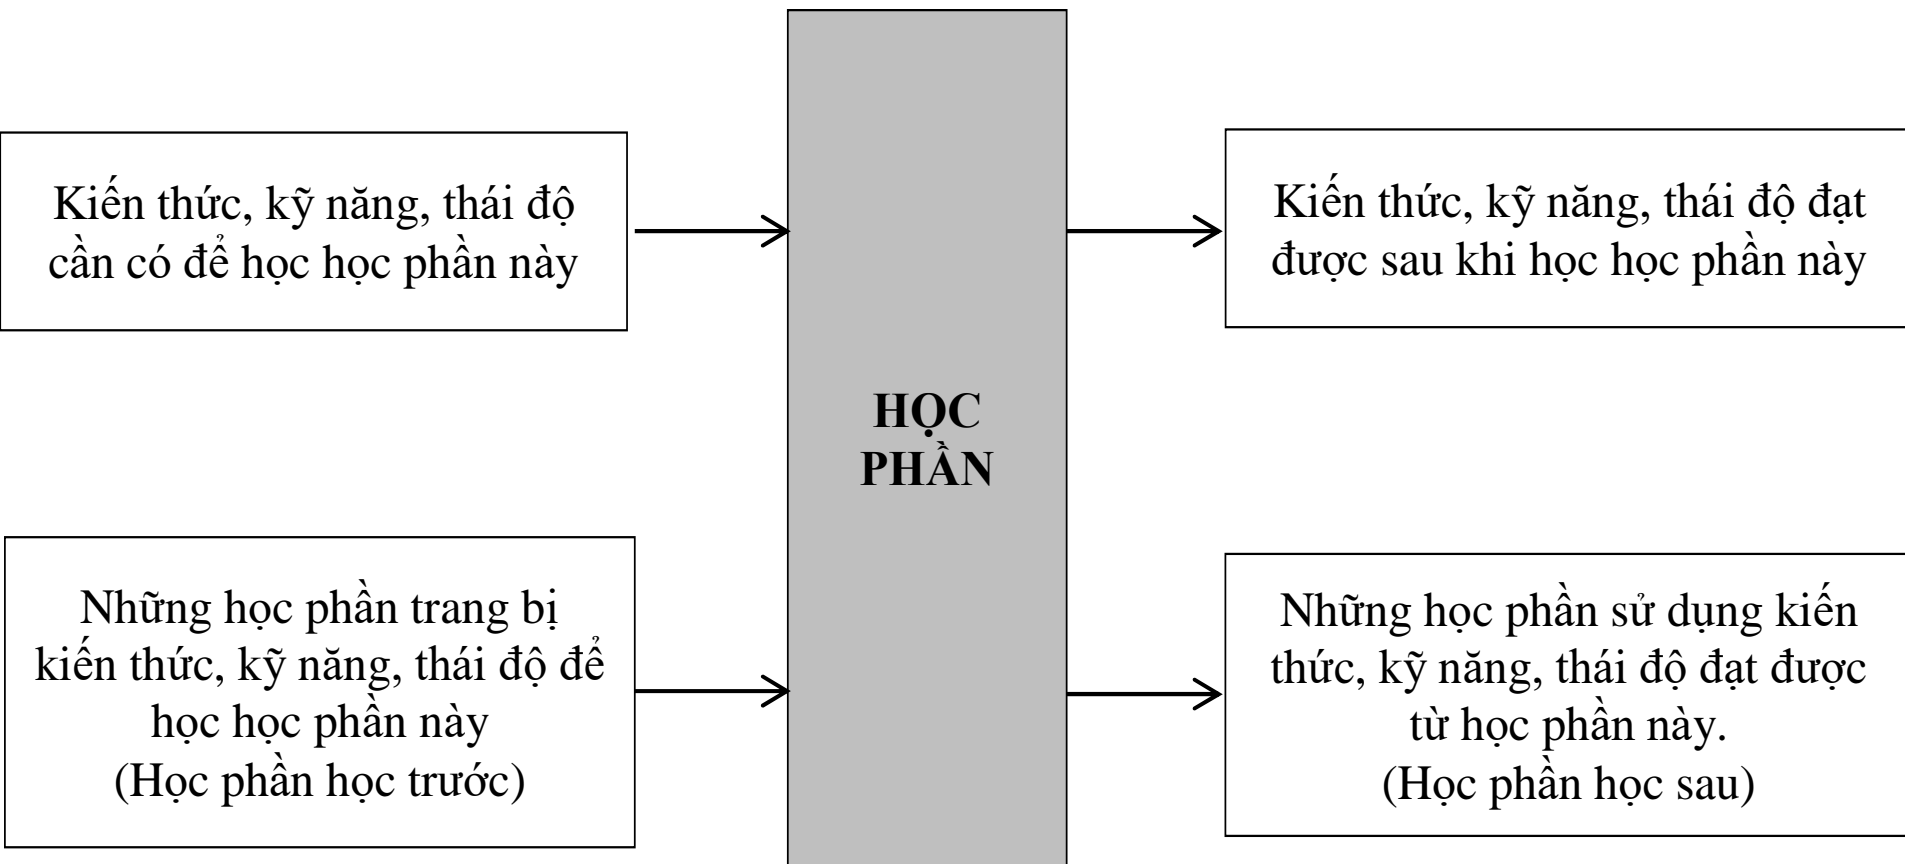 Kiến thức, kỹ năng, thái độ
cần có để học học phần này
Kiến thức, kỹ năng, thái độ đạt
được sau khi học học phần này
HỌC
PHẦN
Những học phần trang bị
kiến thức, kỹ năng, thái độ để
học học phần này
(Học phần học trước)
Những học phần sử dụng kiến
thức, kỹ năng, thái độ đạt được
từ học phần này.
(Học phần học sau)